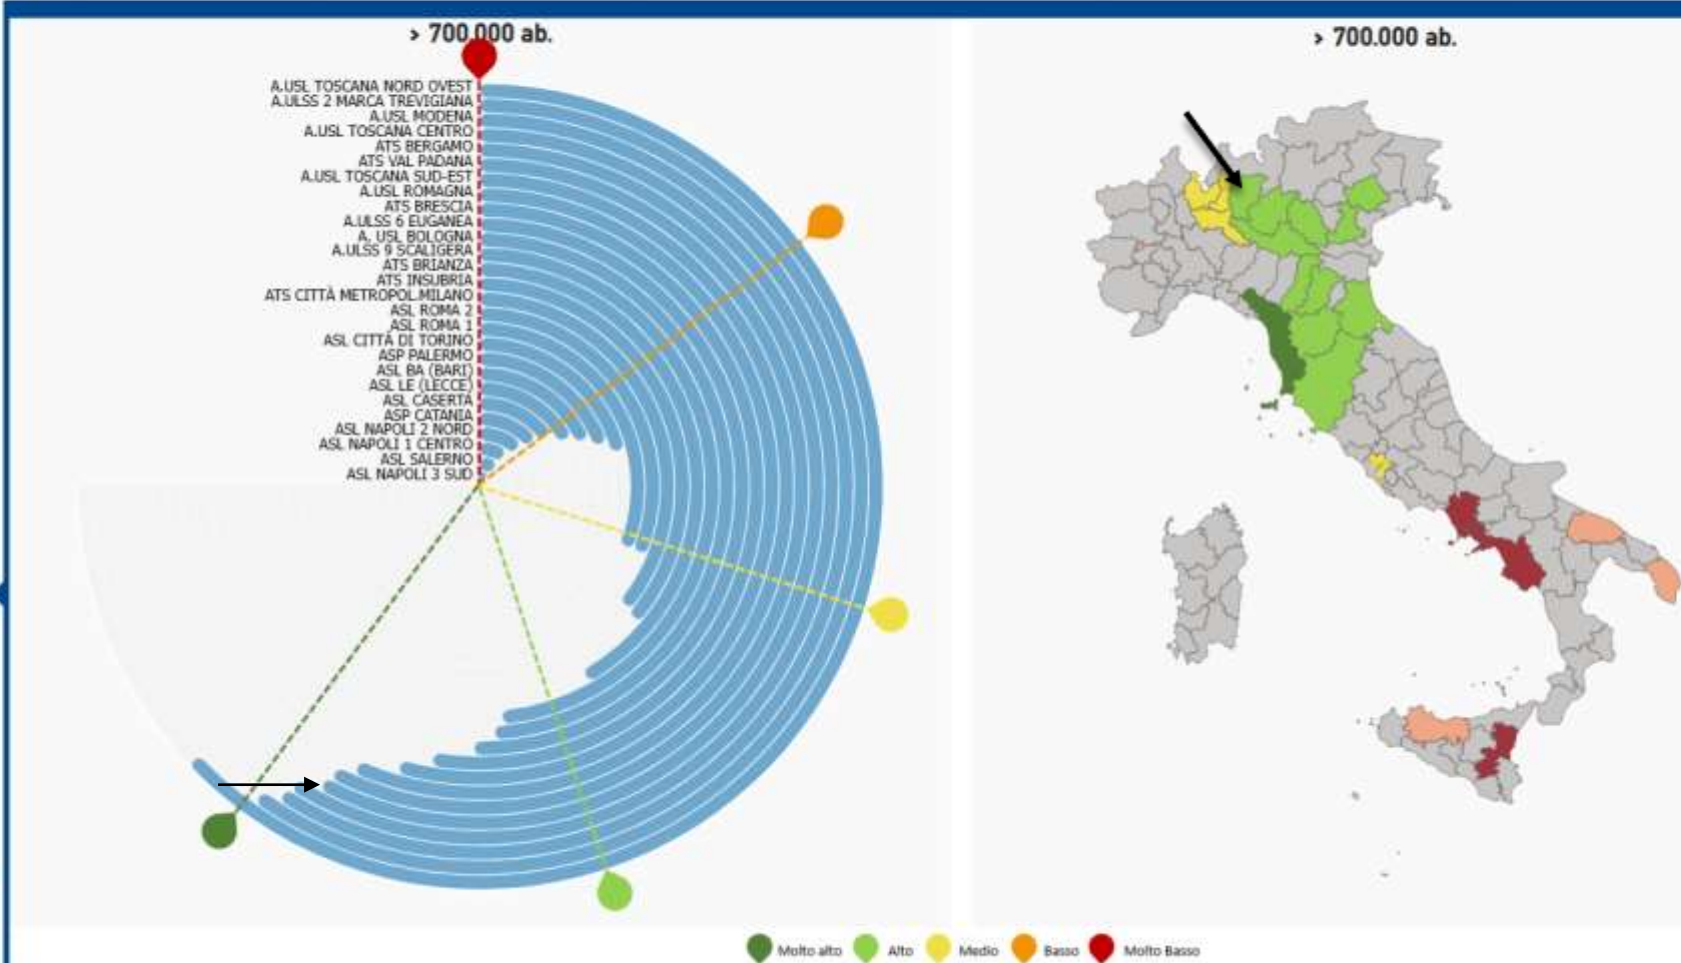 > 700.000 ab.
> 700.000 ab.
A.USL TOSCANA NORD OVEST
A.ULSS 2 MARCA TREVIGIANA
A.USL MODENA
A.USL TOSCANA CENTRO
ATS BERGAMO
ATS VAL PADANA
A.USL TOSCANA SUD-EST
A.USL ROMAGNA
ATS BRESCIA
A.ULSS 6 EUGANEA
A. USL BOLOGNA
A.ULSS 9 SCALIGERA
ATS BRIANZA
ATS INSUBRIA
ATS CITTÀ METROPOL.MILANO
ASL ROMA 2
ASL ROMA 1
ASL CITTÀ DI TORINO
ASP PALERMO
ASL BA (BARI)
ASL LE (LECCE)
ASL CASERTA
ASP CATANIA
ASL NAPOLI 2 NORD
ASL NAPOLI 1 CENTRO
ASL SALERNO
ASL NAPOLI 3 SUD
Molto alto Alto Medio Basso Molto Basso